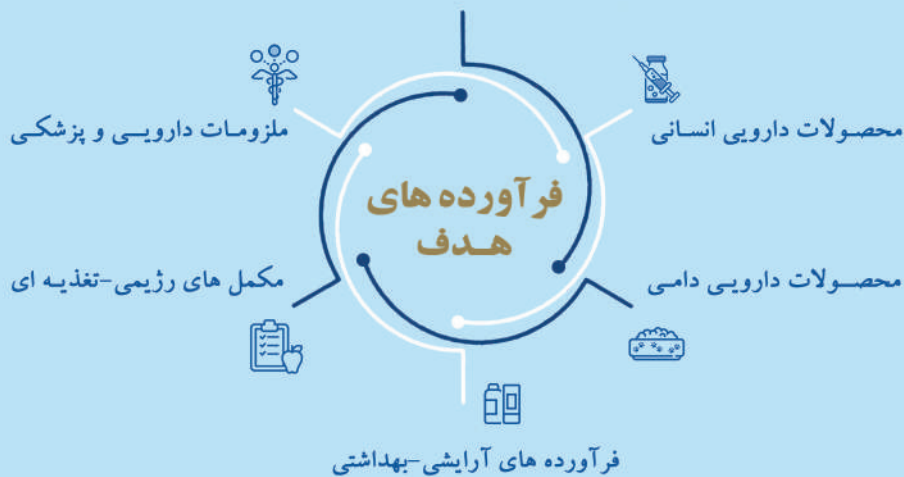 محصولات دارویی انسانی
ملزومات دارویی و پزشکی
فرآورده های
هدف
محصولات دارویی دامی
مکمل های رژیمی-تغذیه ای
فرآورده های آرایشی-بهداشتی